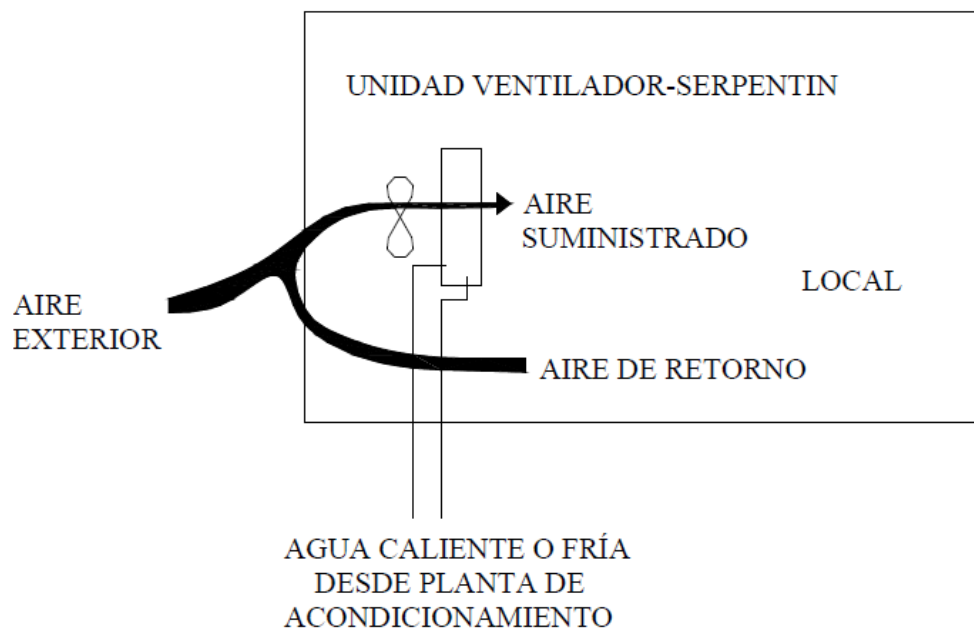 UNIDAD VENTILADOR-SERPENTIN
AIRE
SUMINISTRADO
LOCAL
AIRE
EXTERIOR
AIRE DE RETORNO
AGUA CALIENTE O FRÍA
DESDE PLANTA DE
ACONDICIONAMIENTO